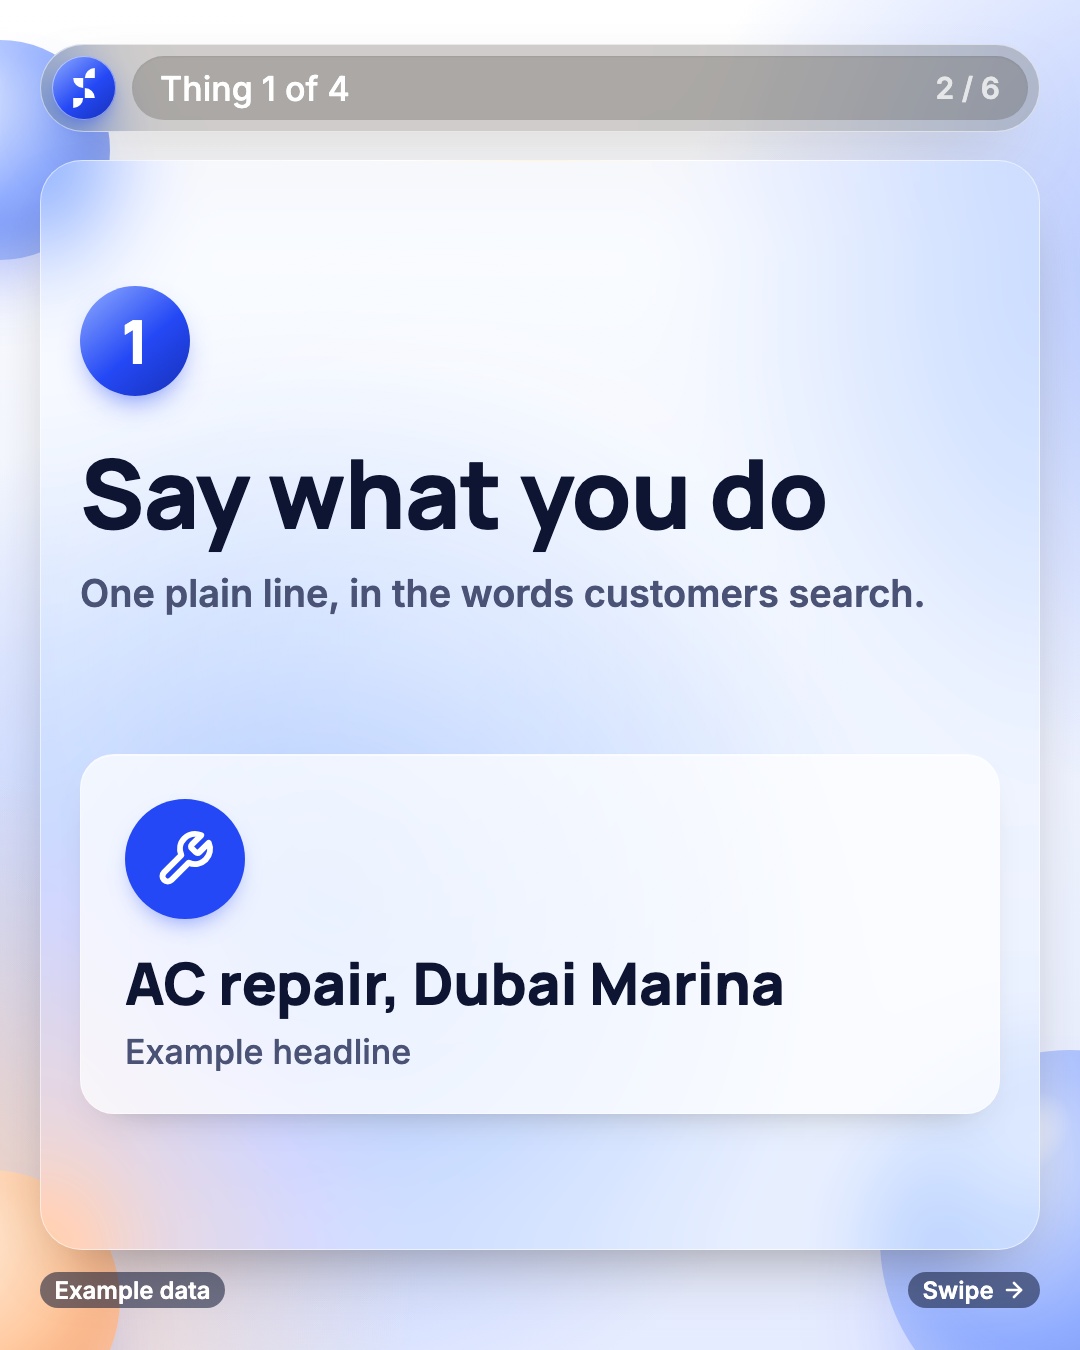 Thing 1 of 4
2 / 6
1
Say what you do
One plain line, in the words customers search.
AC repair, Dubai Marina
Example headline
Example data
Swipe →